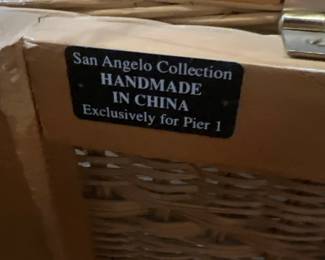 San Angelo Collection
HANDMADE
IN CHINA
Exclusively for Pier 1